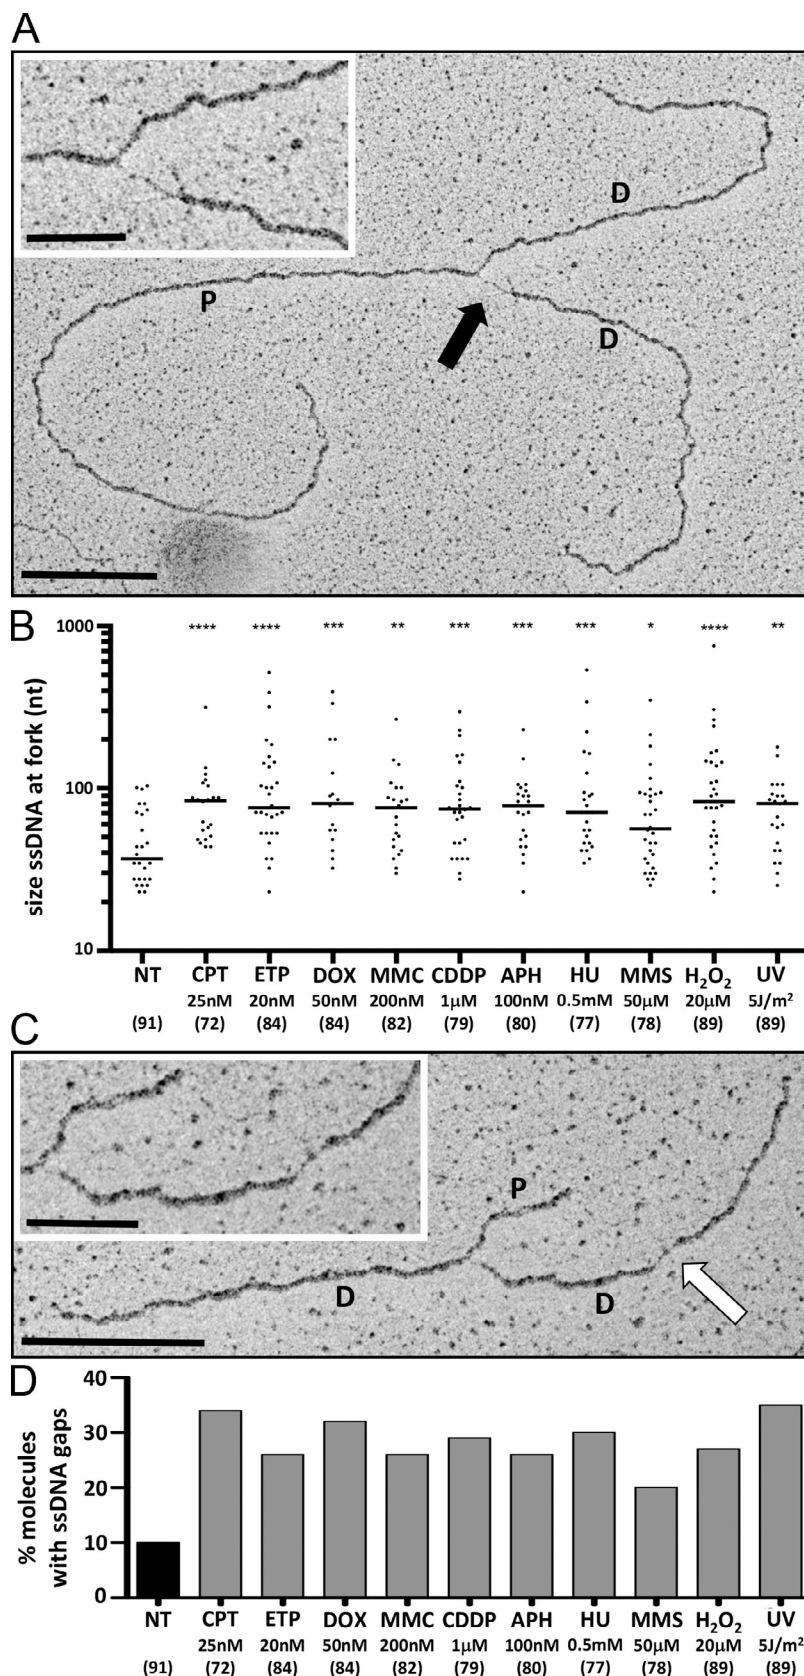 A
D
P
D
B
**** **** *** ** *** *** *** * **** **
1000
100
10
size ssDNA at fork (nt)
NT CPT ETP DOX MMC CDDP APH HU MMS H₂O₂ UV
25nM 20nM 50nM 200nM 1μM 100nM 0.5mM 50μM 20μM 5J/m²
(91) (72) (84) (84) (82) (79) (80) (77) (78) (89) (89)
C
P
D
D
D
40
30
20
10
0
% molecules
with ssDNA gaps
NT CPT ETP DOX MMC CDDP APH HU MMS H₂O₂ UV
25nM 20nM 50nM 200nM 1μM 100nM 0.5mM 50μM 20μM 5J/m²
(91) (72) (84) (84) (82) (79) (80) (77) (78) (89) (89)